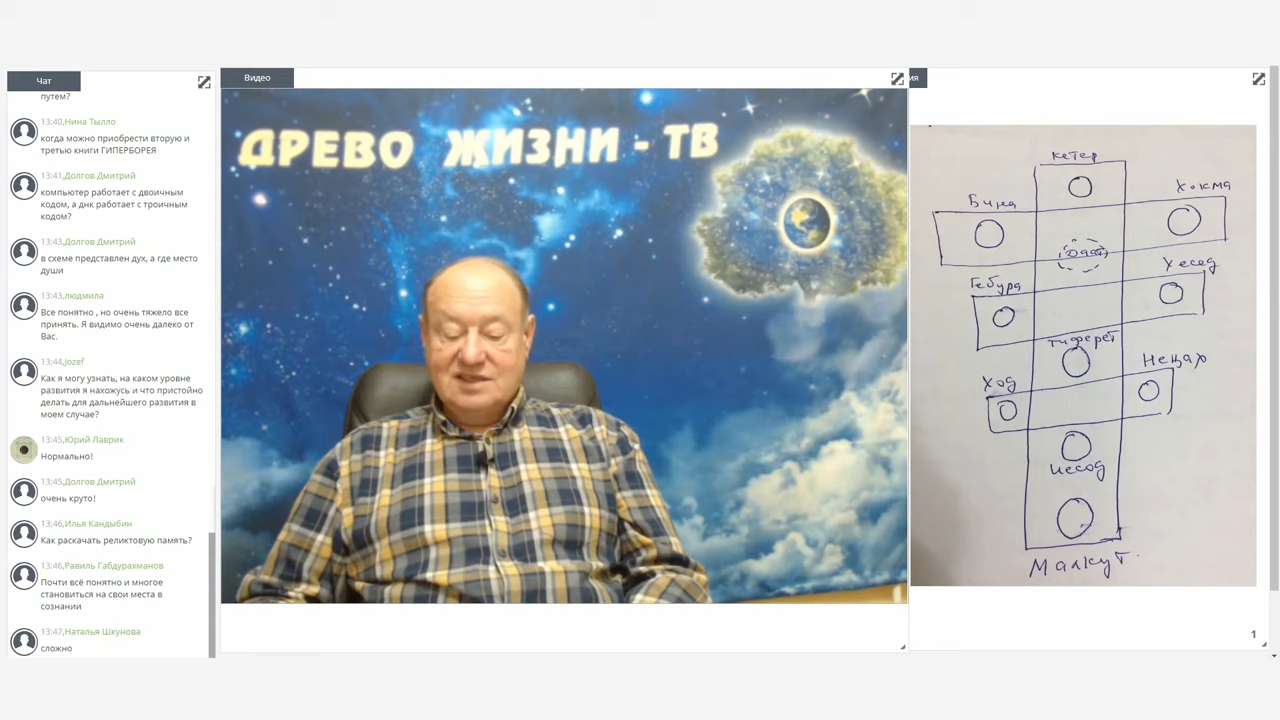 Чат
путем?
13:40,Нина Тылло
когда можно приобрести вторую и
третью книги ГИПЕРБОРЕЯ
13:41,Долгов Дмитрий
компьютер работает с двоичным
кодом, а днк работает с троичным
кодом?
13:43,Долгов Дмитрий
в схеме представлен дух, а где место
души
13:43,людмила
Все понятно , но очень тяжело все
принять. Я видимо очень далеко от
Вас.
13:44,Jozef
Как я могу узнать, на каком уровне
развития я нахожусь и что пристойно
делать для дальнейшего развития в
моем случае?
13:45,Юрий Лаврик
Нормально!
13:45,Долгов Дмитрий
очень круто!
13:46,Илья Кандыбин
Как раскачать реликтовую память?
13:46,Равиль Габдурахманов
Почти всё понятно и многое
становиться на свои места в
сознании
13:47,Наталья Шкунова
сложно
Видео
ДРЕВО ЖИЗНИ - ТВ
ия
кетер
Бина
Хокма
Хесед
Гебура
тиферет
Нецах
Ход
Иесод
Малкут.
1